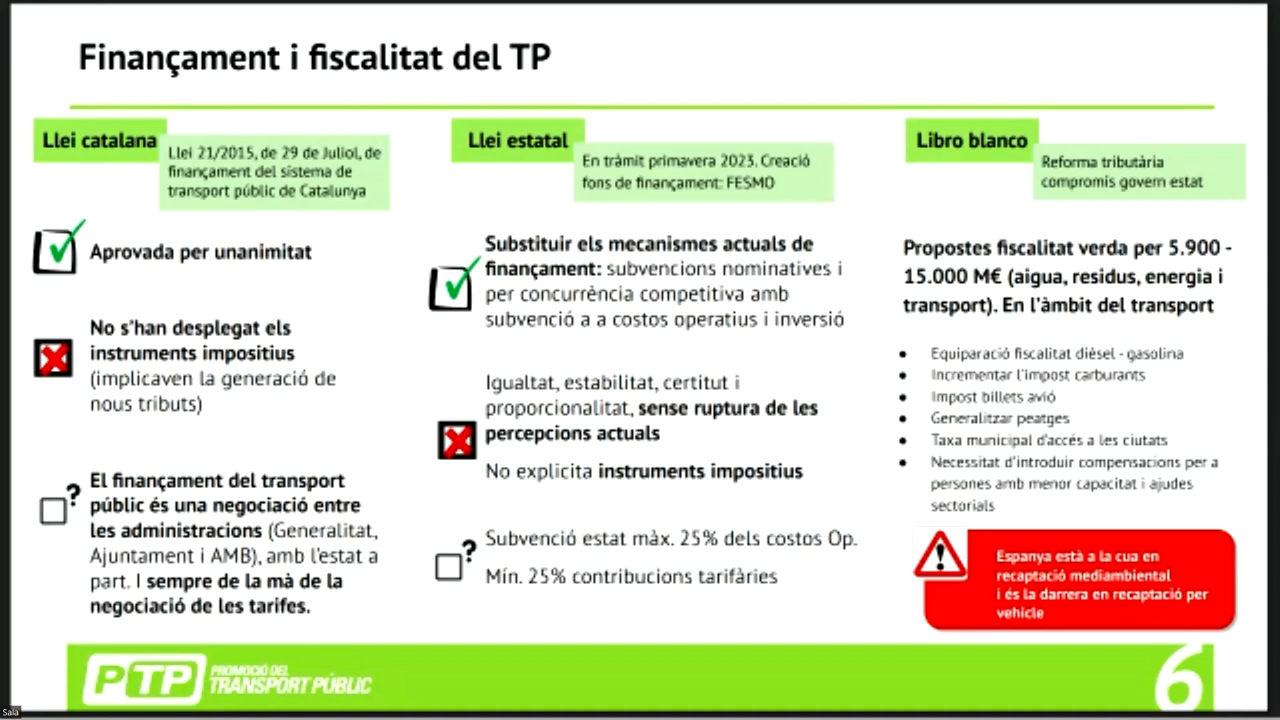 Finançament i fiscalitat del TP
Llei catalana
Llei 21/2015, de 29 de Juliol, de
finançament del sistema de
transport públic de Catalunya
Aprovada per unanimitat
No s'han desplegat els
instruments impositius
(implicaven la generació de
nous tributs)
?
El finançament del transport
públic és una negociació entre
les administracions (Generalitat,
Ajuntament i AMB), amb l'estat a
part. I sempre de la mà de la
negociació de les tarifes.
Llei estatal
En tràmit primavera 2023. Creació
fons de finançament: FESMO
Substituir els mecanismes actuals de
finançament: subvencions nominatives i
per concurrència competitiva amb
subvenció a a costos operatius i inversió
Igualtat, estabilitat, certitut i
proporcionalitat, sense ruptura de les
percepcions actuals
No explicita instruments impositius
?
Subvenció estat màx. 25% dels costos Op.
Mín. 25% contribucions tarifàries
Libro blanco
Reforma tributària
compromís govern estat
Propostes fiscalitat verda per 5.900 -
15.000 M€ (aigua, residus, energia i
transport). En l'àmbit del transport
● Equiparació fiscalitat dièsel - gasolina
● Incrementar l'impost carburants
● Impost billets avió
● Generalitzar peatges
● Taxa municipal d'accés a les ciutats
● Necessitat d'introduir compensacions per a
persones amb menor capacitat i ajudes
sectorials
!
Espanya està a la cua en
recaptació mediambiental
i és la darrera en recaptació per
vehicle
PTP PROMOCIÓ DEL
TRANSPORT PÚBLIC
6
Sala